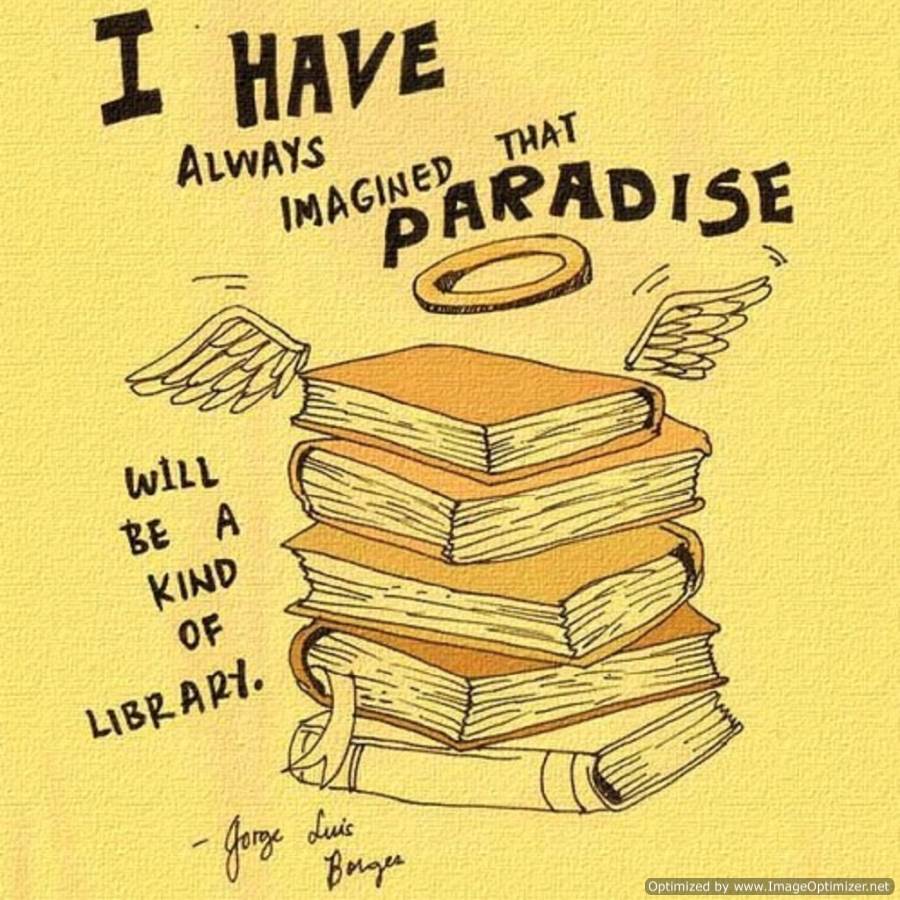 I HAVE
ALWAYS
IMAGINED THAT
PARADISE
WILL
BE A
KIND
OF
LIBRARY.
- Jorge Luis
Borges
Optimized by www.ImageOptimizer.net